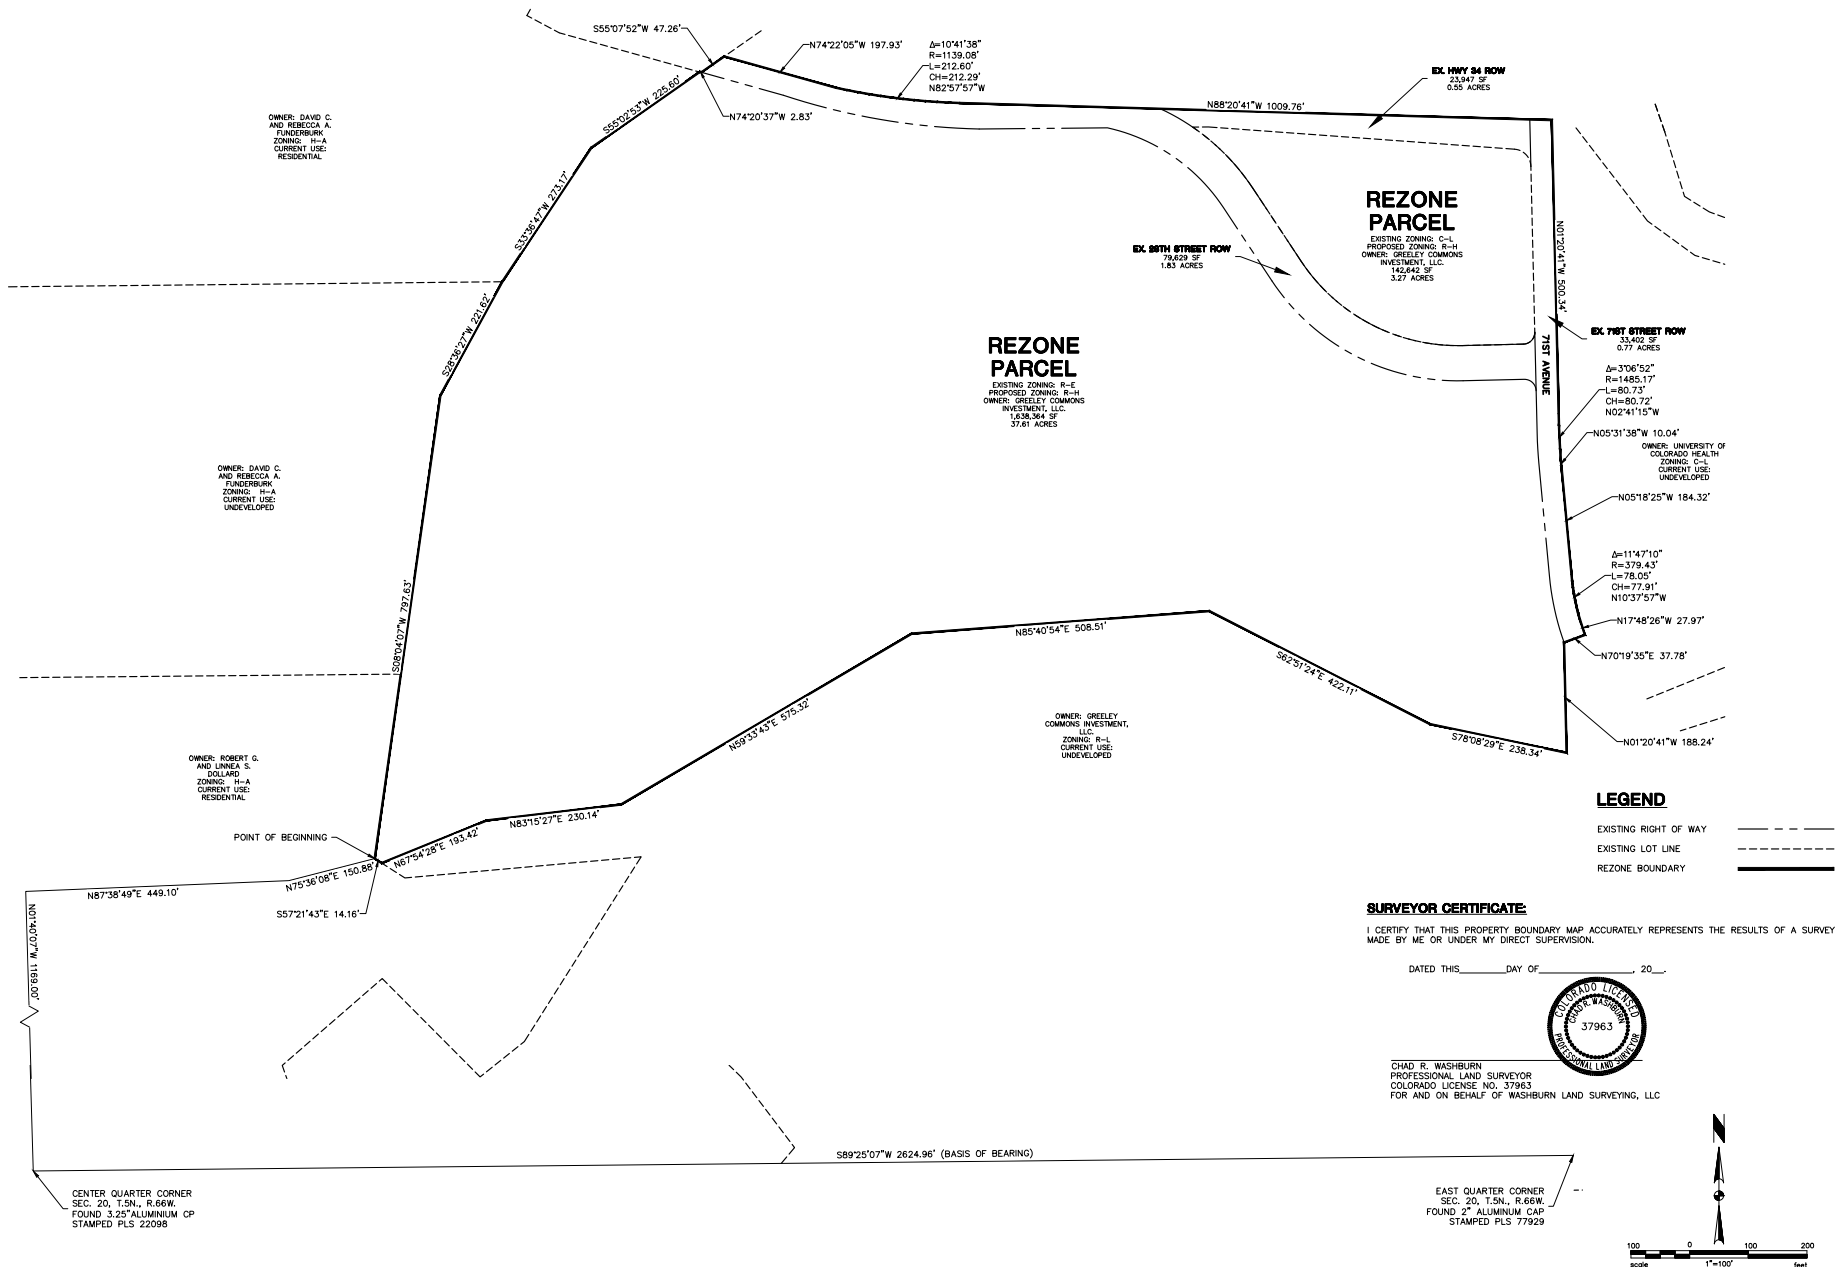 S55°07'52"W 47.26'
N74°22'05"W 197.93'
Δ=10°41'38"
R=1139.08'
L=212.60'
CH=212.29'
N82°57'57"W
EX. HWY 34 ROW
23,947 SF
0.55 ACRES
N88°20'41"W 1009.76'
S55°02'53"W 225.60'
N74°20'37"W 2.83'
OWNER: DAVID C.
AND REBECCA A.
FUNDERBURK
ZONING: H-A
CURRENT USE:
RESIDENTIAL
S33°36'47"W 273.17'
REZONE
PARCEL
EXISTING ZONING: C-L
PROPOSED ZONING: R-H
OWNER: GREELEY COMMONS
INVESTMENT, LLC.
142,642 SF
3.27 ACRES
N01°20'41"W 500.34'
EX. 28TH STREET ROW
79,629 SF
1.83 ACRES
S28°36'27"W 221.62'
REZONE
PARCEL
EXISTING ZONING: R-E
PROPOSED ZONING: R-H
OWNER: GREELEY COMMONS
INVESTMENT, LLC.
1,638,364 SF
37.61 ACRES
71ST AVENUE
EX. 71ST STREET ROW
33,402 SF
0.77 ACRES
Δ=3°06'52"
R=1485.17'
L=80.73'
CH=80.72'
N02°41'15"W
N05°31'38"W 10.04'
OWNER: UNIVERSITY OF
COLORADO HEALTH
ZONING: C-L
CURRENT USE:
UNDEVELOPED
OWNER: DAVID C.
AND REBECCA A.
FUNDERBURK
ZONING: H-A
CURRENT USE:
UNDEVELOPED
N05°18'25"W 184.32'
Δ=11°47'10"
R=379.43'
L=78.05'
CH=77.91'
N10°37'57"W
S08°04'07"W 797.63'
N17°48'26"W 27.97'
N85°40'54"E 508.51'
N70°19'35"E 37.78'
S62°51'24"E 422.11'
N59°33'43"E 575.32'
OWNER: GREELEY
COMMONS INVESTMENT,
LLC.
ZONING: R-L
CURRENT USE:
UNDEVELOPED
S78°08'29"E 238.34'
N01°20'41"W 188.24'
OWNER: ROBERT G.
AND LINNEA S.
DOLLARD
ZONING: H-A
CURRENT USE:
RESIDENTIAL
POINT OF BEGINNING
N83°15'27"E 230.14'
N67°54'28"E 193.42'
N75°36'08"E 150.88'
N87°38'49"E 449.10'
S57°21'43"E 14.16'
N01°40'07"W 1169.00'
LEGEND
EXISTING RIGHT OF WAY
EXISTING LOT LINE
REZONE BOUNDARY
SURVEYOR CERTIFICATE:
I CERTIFY THAT THIS PROPERTY BOUNDARY MAP ACCURATELY REPRESENTS THE RESULTS OF A SURVEY
MADE BY ME OR UNDER MY DIRECT SUPERVISION.
DATED THIS_______DAY OF______________, 20__.
COLORADO LICENSED
CHAD R. WASHBURN
37963
PROFESSIONAL LAND SURVEYOR
CHAD R. WASHBURN
PROFESSIONAL LAND SURVEYOR
COLORADO LICENSE NO. 37963
FOR AND ON BEHALF OF WASHBURN LAND SURVEYING, LLC
S89°25'07"W 2624.96' (BASIS OF BEARING)
CENTER QUARTER CORNER
SEC. 20, T.5N., R.66W.
FOUND 3.25"ALUMINIUM CP
STAMPED PLS 22098
EAST QUARTER CORNER
SEC. 20, T.5N., R.66W.
FOUND 2" ALUMINUM CAP
STAMPED PLS 77929
N
100 0 100 200
scale 1"=100' feet